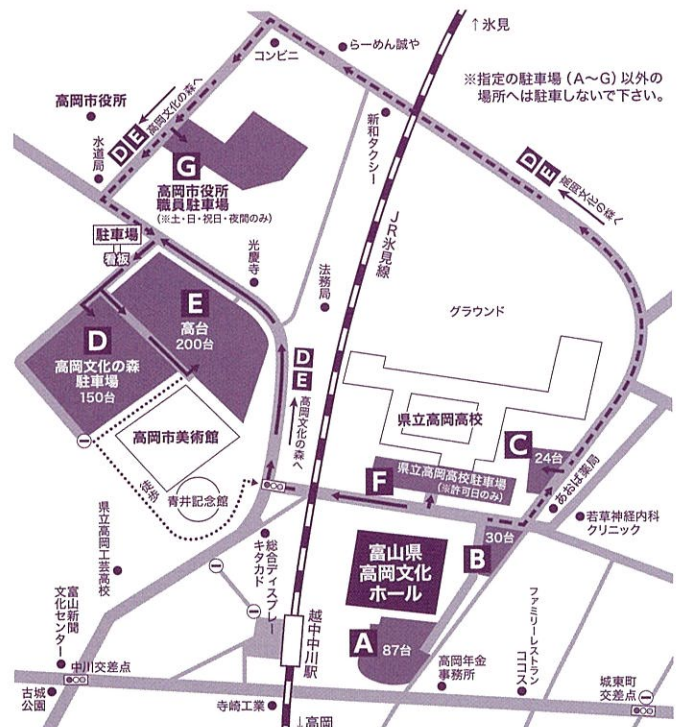 ↑氷見
らーめん誠や
コンビニ
※指定の駐車場(A〜G)以外の
場所へは駐車しないで下さい。
高岡市役所
水道局
D E 高岡文化の森へ
新和タクシー
D E
高岡文化の森へ
G
高岡市役所
職員駐車場
(※土・日・祝日・夜間のみ)
駐車場
看板
光慶寺
法務局
JR氷見線
グラウンド
E
高台
200台
D
高岡文化の森
駐車場
150台
D
E
高岡文化の森へ
県立高岡高校
高岡市美術館
C
24台
あおば薬局
F
県立高岡高校駐車場
(※許可日のみ)
徒歩
青井記念館
若草神経内科
クリニック
30台
B
県立高岡工芸高校
総合ディスプレー
キタカド
富山県
高岡文化
ホール
富山新聞
文化センター
越中中川駅
A
87台
ファミリーレストラン
ココス
高岡年金
事務所
中川交差点
城東町
交差点
古城
公園
寺崎工業
↓高岡